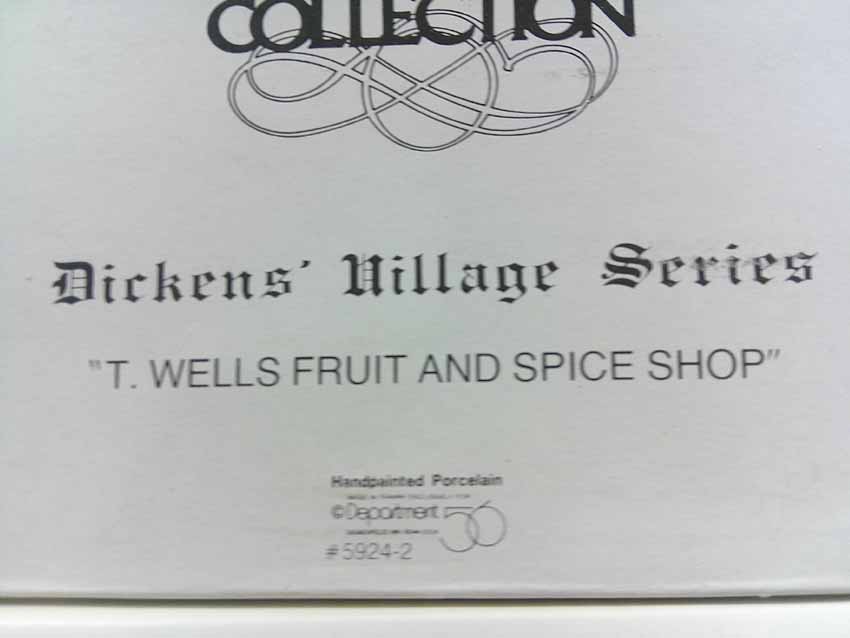 COLLECTION
Dickens' Village Series
"T. WELLS FRUIT AND SPICE SHOP"
Handpainted Porcelain
©Department 56
#5924-2